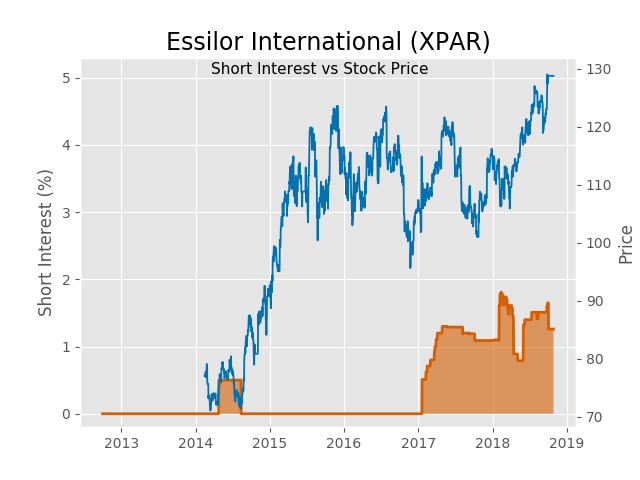 Essilor International (XPAR)
Short Interest vs Stock Price
Short Interest (%)
5
4
3
2
1
0
130
120
110
100
90
80
70
Price
2013 2014 2015 2016 2017 2018 2019